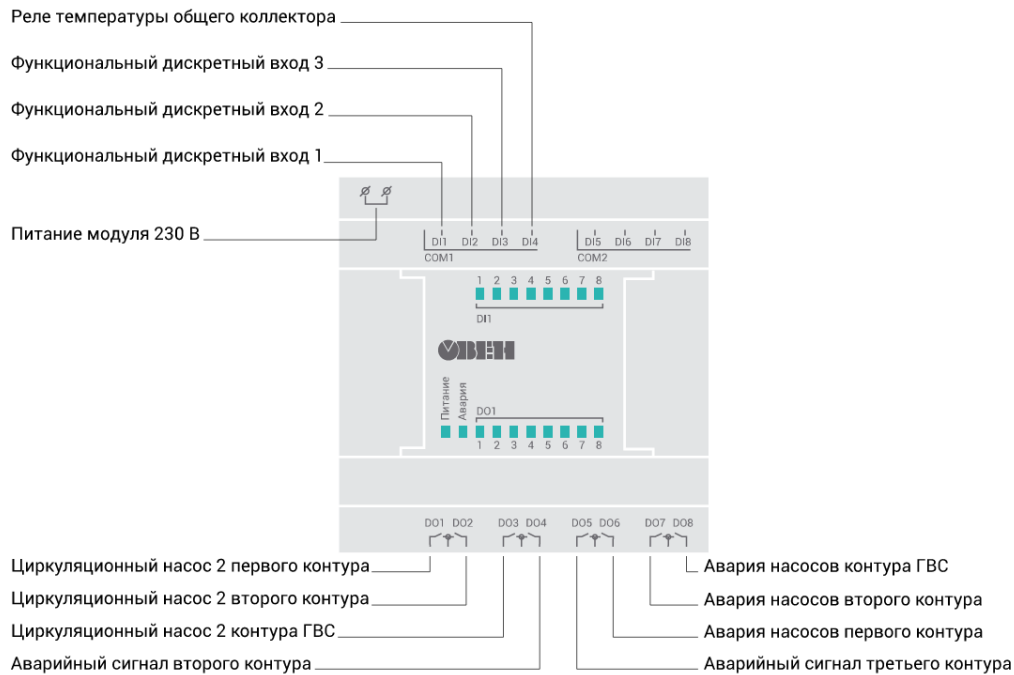 Реле температуры общего коллектора
Функциональный дискретный вход 3
Функциональный дискретный вход 2
Функциональный дискретный вход 1
Питание модуля 230 В
DI1 DI2 DI3 DI4 DI5 DI6 DI7 DI8
COM1 COM2
1 2 3 4 5 6 7 8
DI1
ОВЕН
Питание
Авария
DO1
1 2 3 4 5 6 7 8
DO1 DO2 DO3 DO4 DO5 DO6 DO7 DO8
Циркуляционный насос 2 первого контура
Циркуляционный насос 2 второго контура
Циркуляционный насос 2 контура ГВС
Аварийный сигнал второго контура
Авария насосов контура ГВС
Авария насосов второго контура
Авария насосов первого контура
Аварийный сигнал третьего контура